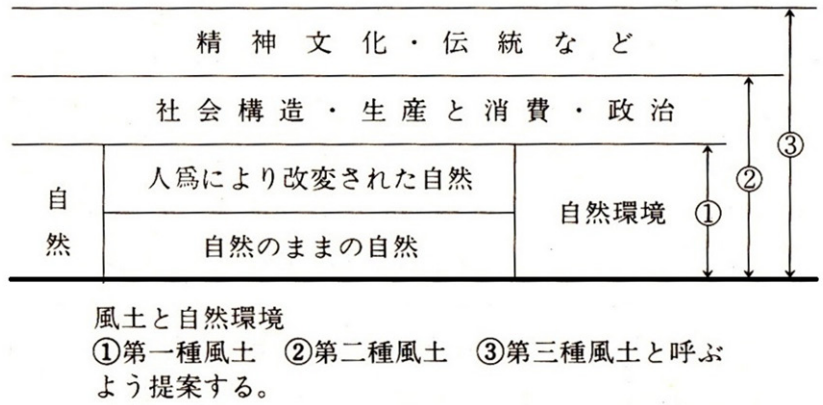 精神文化・伝統など
社会構造・生産と消費・政治
自然
人爲により改変された自然
自然のままの自然
自然環境
①
②
③
風土と自然環境
①第一種風土　②第二種風土　③第三種風土と呼ぶ
よう提案する。